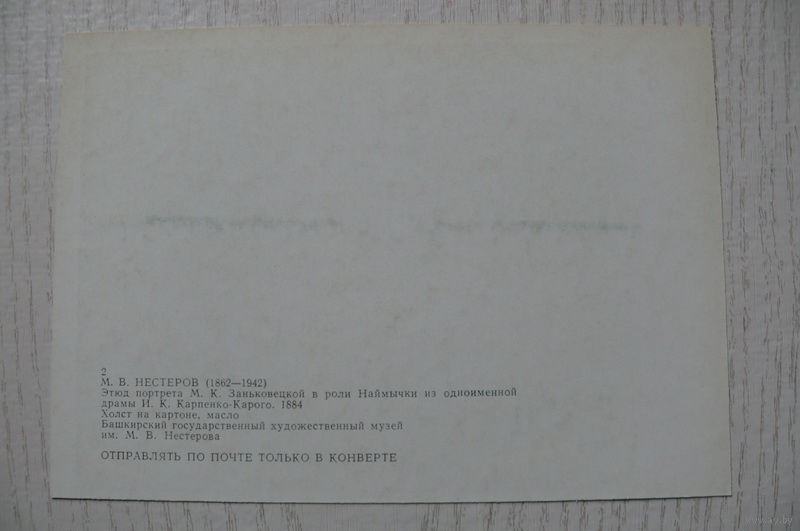 2
М. В. НЕСТЕРОВ (1862—1942)
Этюд портрета М. К. Заньковецкой в роли Наймычки из одноименной
драмы И. К. Карпенко-Карого. 1884
Холст на картоне, масло
Башкирский государственный художественный музей
им. М. В. Нестерова
ОТПРАВЛЯТЬ ПО ПОЧТЕ ТОЛЬКО В КОНВЕРТЕ